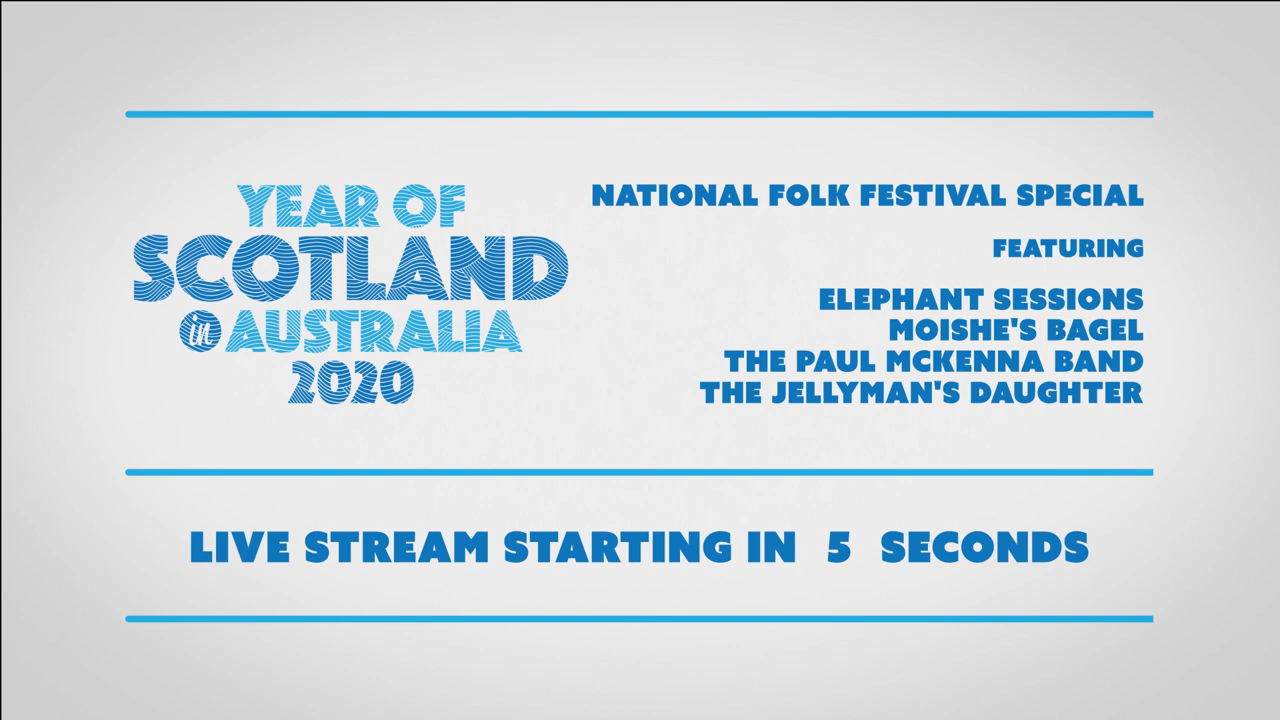 YEAR OF
SCOTLAND
in AUSTRALIA
2020
NATIONAL FOLK FESTIVAL SPECIAL
FEATURING
ELEPHANT SESSIONS
MOISHE'S BAGEL
THE PAUL MCKENNA BAND
THE JELLYMAN'S DAUGHTER
LIVE STREAM STARTING IN 5 SECONDS